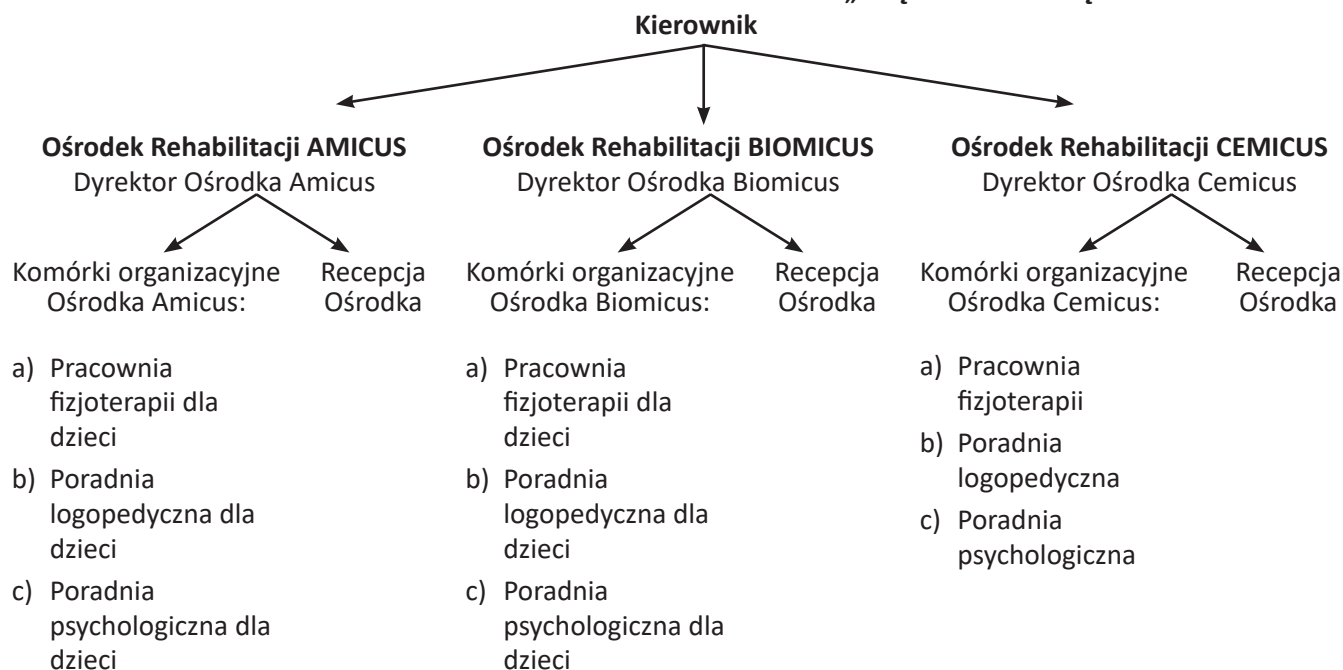 Kierownik
Ośrodek Rehabilitacji AMICUS
Dyrektor Ośrodka Amicus
Komórki organizacyjne
Ośrodka Amicus:
Recepcja
Ośrodka
a) Pracownia
fizjoterapii dla
dzieci
b) Poradnia
logopedyczna dla
dzieci
c) Poradnia
psychologiczna dla
dzieci
Ośrodek Rehabilitacji BIOMICUS
Dyrektor Ośrodka Biomicus
Komórki organizacyjne
Ośrodka Biomicus:
Recepcja
Ośrodka
a) Pracownia
fizjoterapii dla
dzieci
b) Poradnia
logopedyczna dla
dzieci
c) Poradnia
psychologiczna dla
dzieci
Ośrodek Rehabilitacji CEMICUS
Dyrektor Ośrodka Cemicus
Komórki organizacyjne
Ośrodka Cemicus:
Recepcja
Ośrodka
a) Pracownia
fizjoterapii
b) Poradnia
logopedyczna
c) Poradnia
psychologiczna